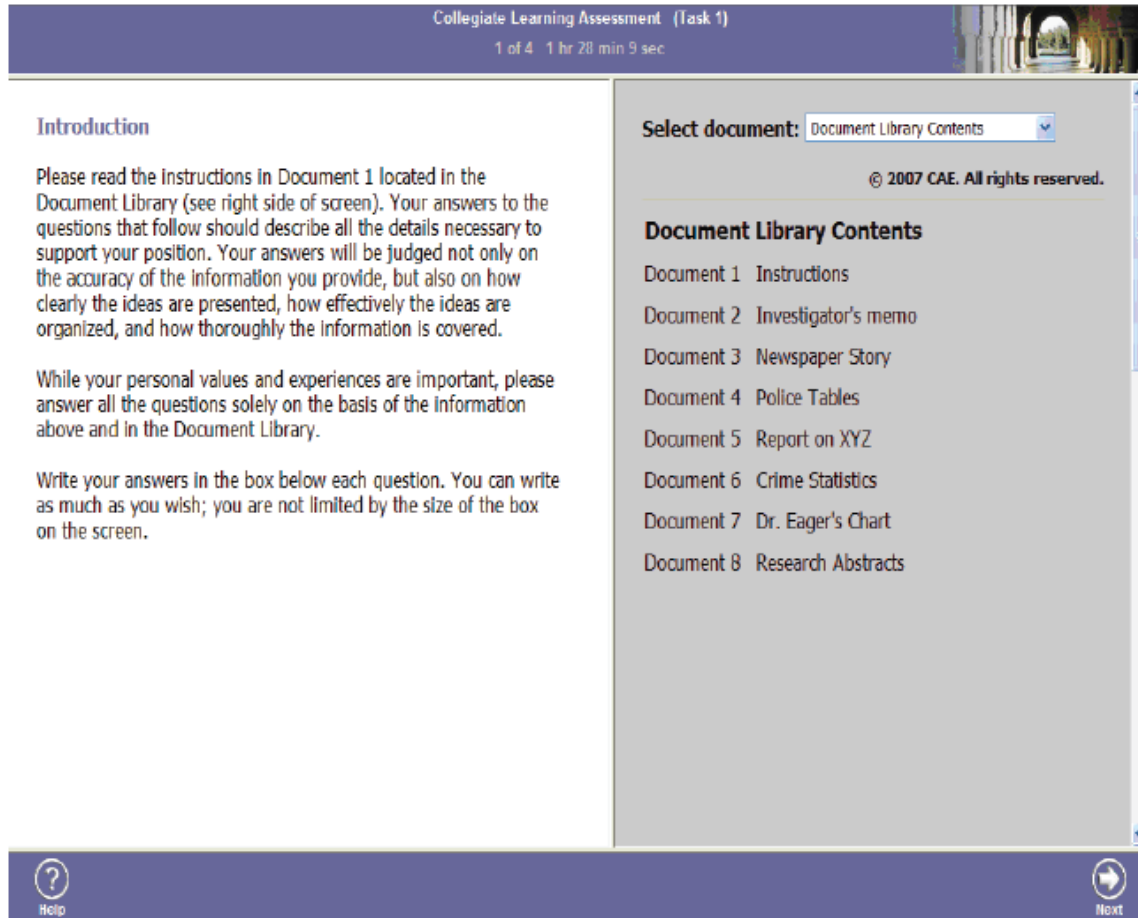 Collegiate Learning Assessment (Task 1)
1 of 4 1 hr 28 min 9 sec
Introduction
Please read the instructions in Document 1 located in the
Document Library (see right side of screen). Your answers to the
questions that follow should describe all the details necessary to
support your position. Your answers will be judged not only on
the accuracy of the information you provide, but also on how
clearly the ideas are presented, how effectively the ideas are
organized, and how thoroughly the information is covered.
While your personal values and experiences are important, please
answer all the questions solely on the basis of the information
above and in the Document Library.
Write your answers in the box below each question. You can write
as much as you wish; you are not limited by the size of the box
on the screen.
Select document: Document Library Contents
© 2007 CAE. All rights reserved.
Document Library Contents
Document 1 Instructions
Document 2 Investigator's memo
Document 3 Newspaper Story
Document 4 Police Tables
Document 5 Report on XYZ
Document 6 Crime Statistics
Document 7 Dr. Eager's Chart
Document 8 Research Abstracts
?
Help
Next